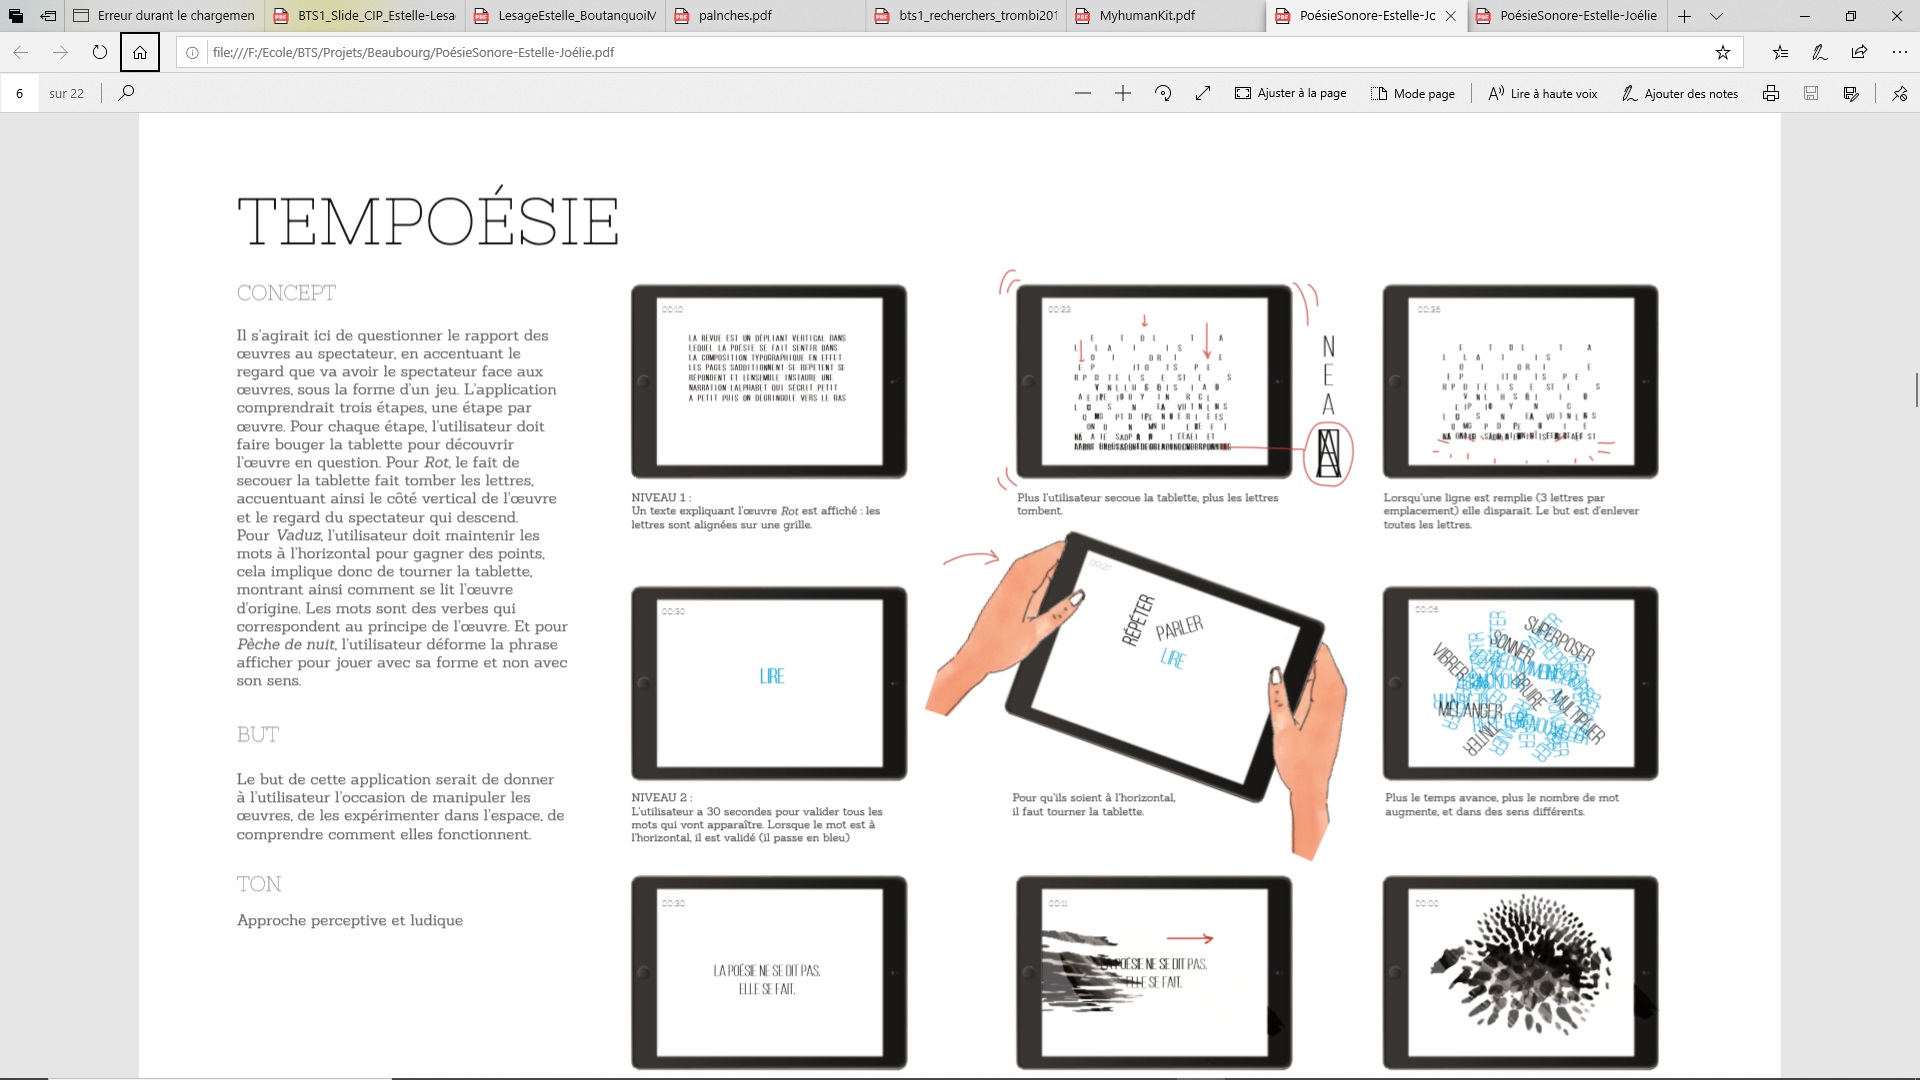 Erreur durant le chargemen
BTS1_Slide_CIP_Estelle-Lesa
LesageEstelle_BoutanquoiM
palnches.pdf
bts1_recherchers_trombi201
MyhumanKit.pdf
PoésieSonore-Estelle-Jo
PoésieSonore-Estelle-Joélie
file:///F:/Ecole/BTS/Projets/Beaubourg/PoésieSonore-Estelle-Joélie.pdf
6 sur 22
Ajuster à la page
Mode page
Lire à haute voix
Ajouter des notes
TEMPOÉSIE
CONCEPT
Il s'agirait ici de questionner le rapport des
œuvres au spectateur, en accentuant le
regard que va avoir le spectateur face aux
œuvres, sous la forme d'un jeu. L'application
comprendrait trois étapes, une étape par
œuvre. Pour chaque étape, l'utilisateur doit
faire bouger la tablette pour découvrir
l'œuvre en question. Pour Rot, le fait de
secouer la tablette fait tomber les lettres,
accuentuant ainsi le côté vertical de l'œuvre
et le regard du spectateur qui descend.
Pour Vaduz, l'utilisateur doit maintenir les
mots à l'horizontal pour gagner des points,
cela implique donc de tourner la tablette,
montrant ainsi comment se lit l'œuvre
d'origine. Les mots sont des verbes qui
correspondent au principe de l'œuvre. Et pour
Pèche de nuit, l'utilisateur déforme la phrase
afficher pour jouer avec sa forme et non avec
son sens.
BUT
Le but de cette application serait de donner
à l'utilisateur l'occasion de manipuler les
œuvres, de les expérimenter dans l'espace, de
comprendre comment elles fonctionnent.
TON
Approche perceptive et ludique
00:10
LA REVUE EST UN DÉPLIANT VERTICAL DANS
LEQUEL LA POÉSIE SE FAIT SENTIR DANS
LA COMPOSITION TYPOGRAPHIQUE EN EFFET
LES PAGES SADDITIONNENT SE REPETENT SE
RÉPONDENT ET LENSEMBLE INSTAURE UNE
NARRATION LALPHABET QUI SÉCRIT PETIT
A PETIT PUIS ON DEGRINGOLE VERS LE BAS
NIVEAU 1 :
Un texte expliquant l'œuvre Rot est affiché : les
lettres sont alignées sur une grille.
00:23
N
E
A
Plus l'utilisateur secoue la tablette, plus les lettres
tombent.
00:36
Lorsqu'une ligne est remplie (3 lettres par
emplacement) elle disparait. Le but est d'enlever
toutes les lettres.
00:30
LIRE
NIVEAU 2 :
L'utilisateur a 30 secondes pour valider tous les
mots qui vont apparaître. Lorsque le mot est à
l'horizontal, il est validé (il passe en bleu)
00:27
RÉPÉTER
PARLER
LIRE
Pour qu'ils soient à l'horizontal,
il faut tourner la tablette.
00:05
SUPERPOSER
SONNER
VIBRER
BRUIRE
MÉLANGER
MULTIPLIER
Plus le temps avance, plus le nombre de mot
augmente, et dans des sens différents.
00:30
LA POÉSIE NE SE DIT PAS.
ELLE SE FAIT.
00:11
LA POÉSIE NE SE DIT PAS.
ELLE SE FAIT.
00:00